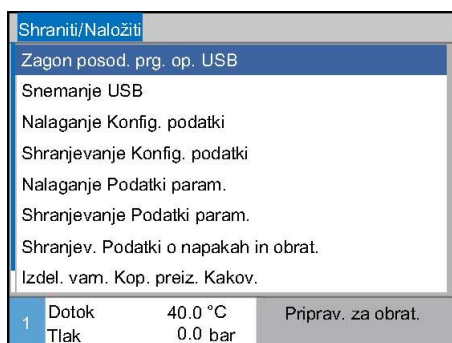 Shraniti/Naložiti
Zagon posod. prg. op. USB
Snemanje USB
Nalaganje Konfig. podatki
Shranjevanje Konfig. podatki
Nalaganje Podatki param.
Shranjevanje Podatki param.
Shranjev. Podatki o napakah in obrat.
Izdel. varn. Kop. preiz. Kakov.
1 Dotok 40.0 °C Priprav. za obrat.
Tlak 0.0 bar